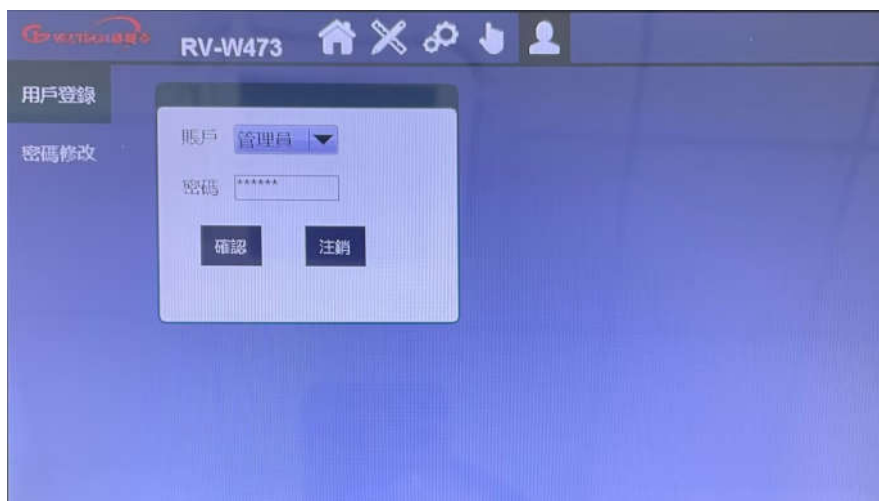 RV-W473
用戶登錄
密碼修改
賬戶 管理員
密碼 ******
確認 注銷